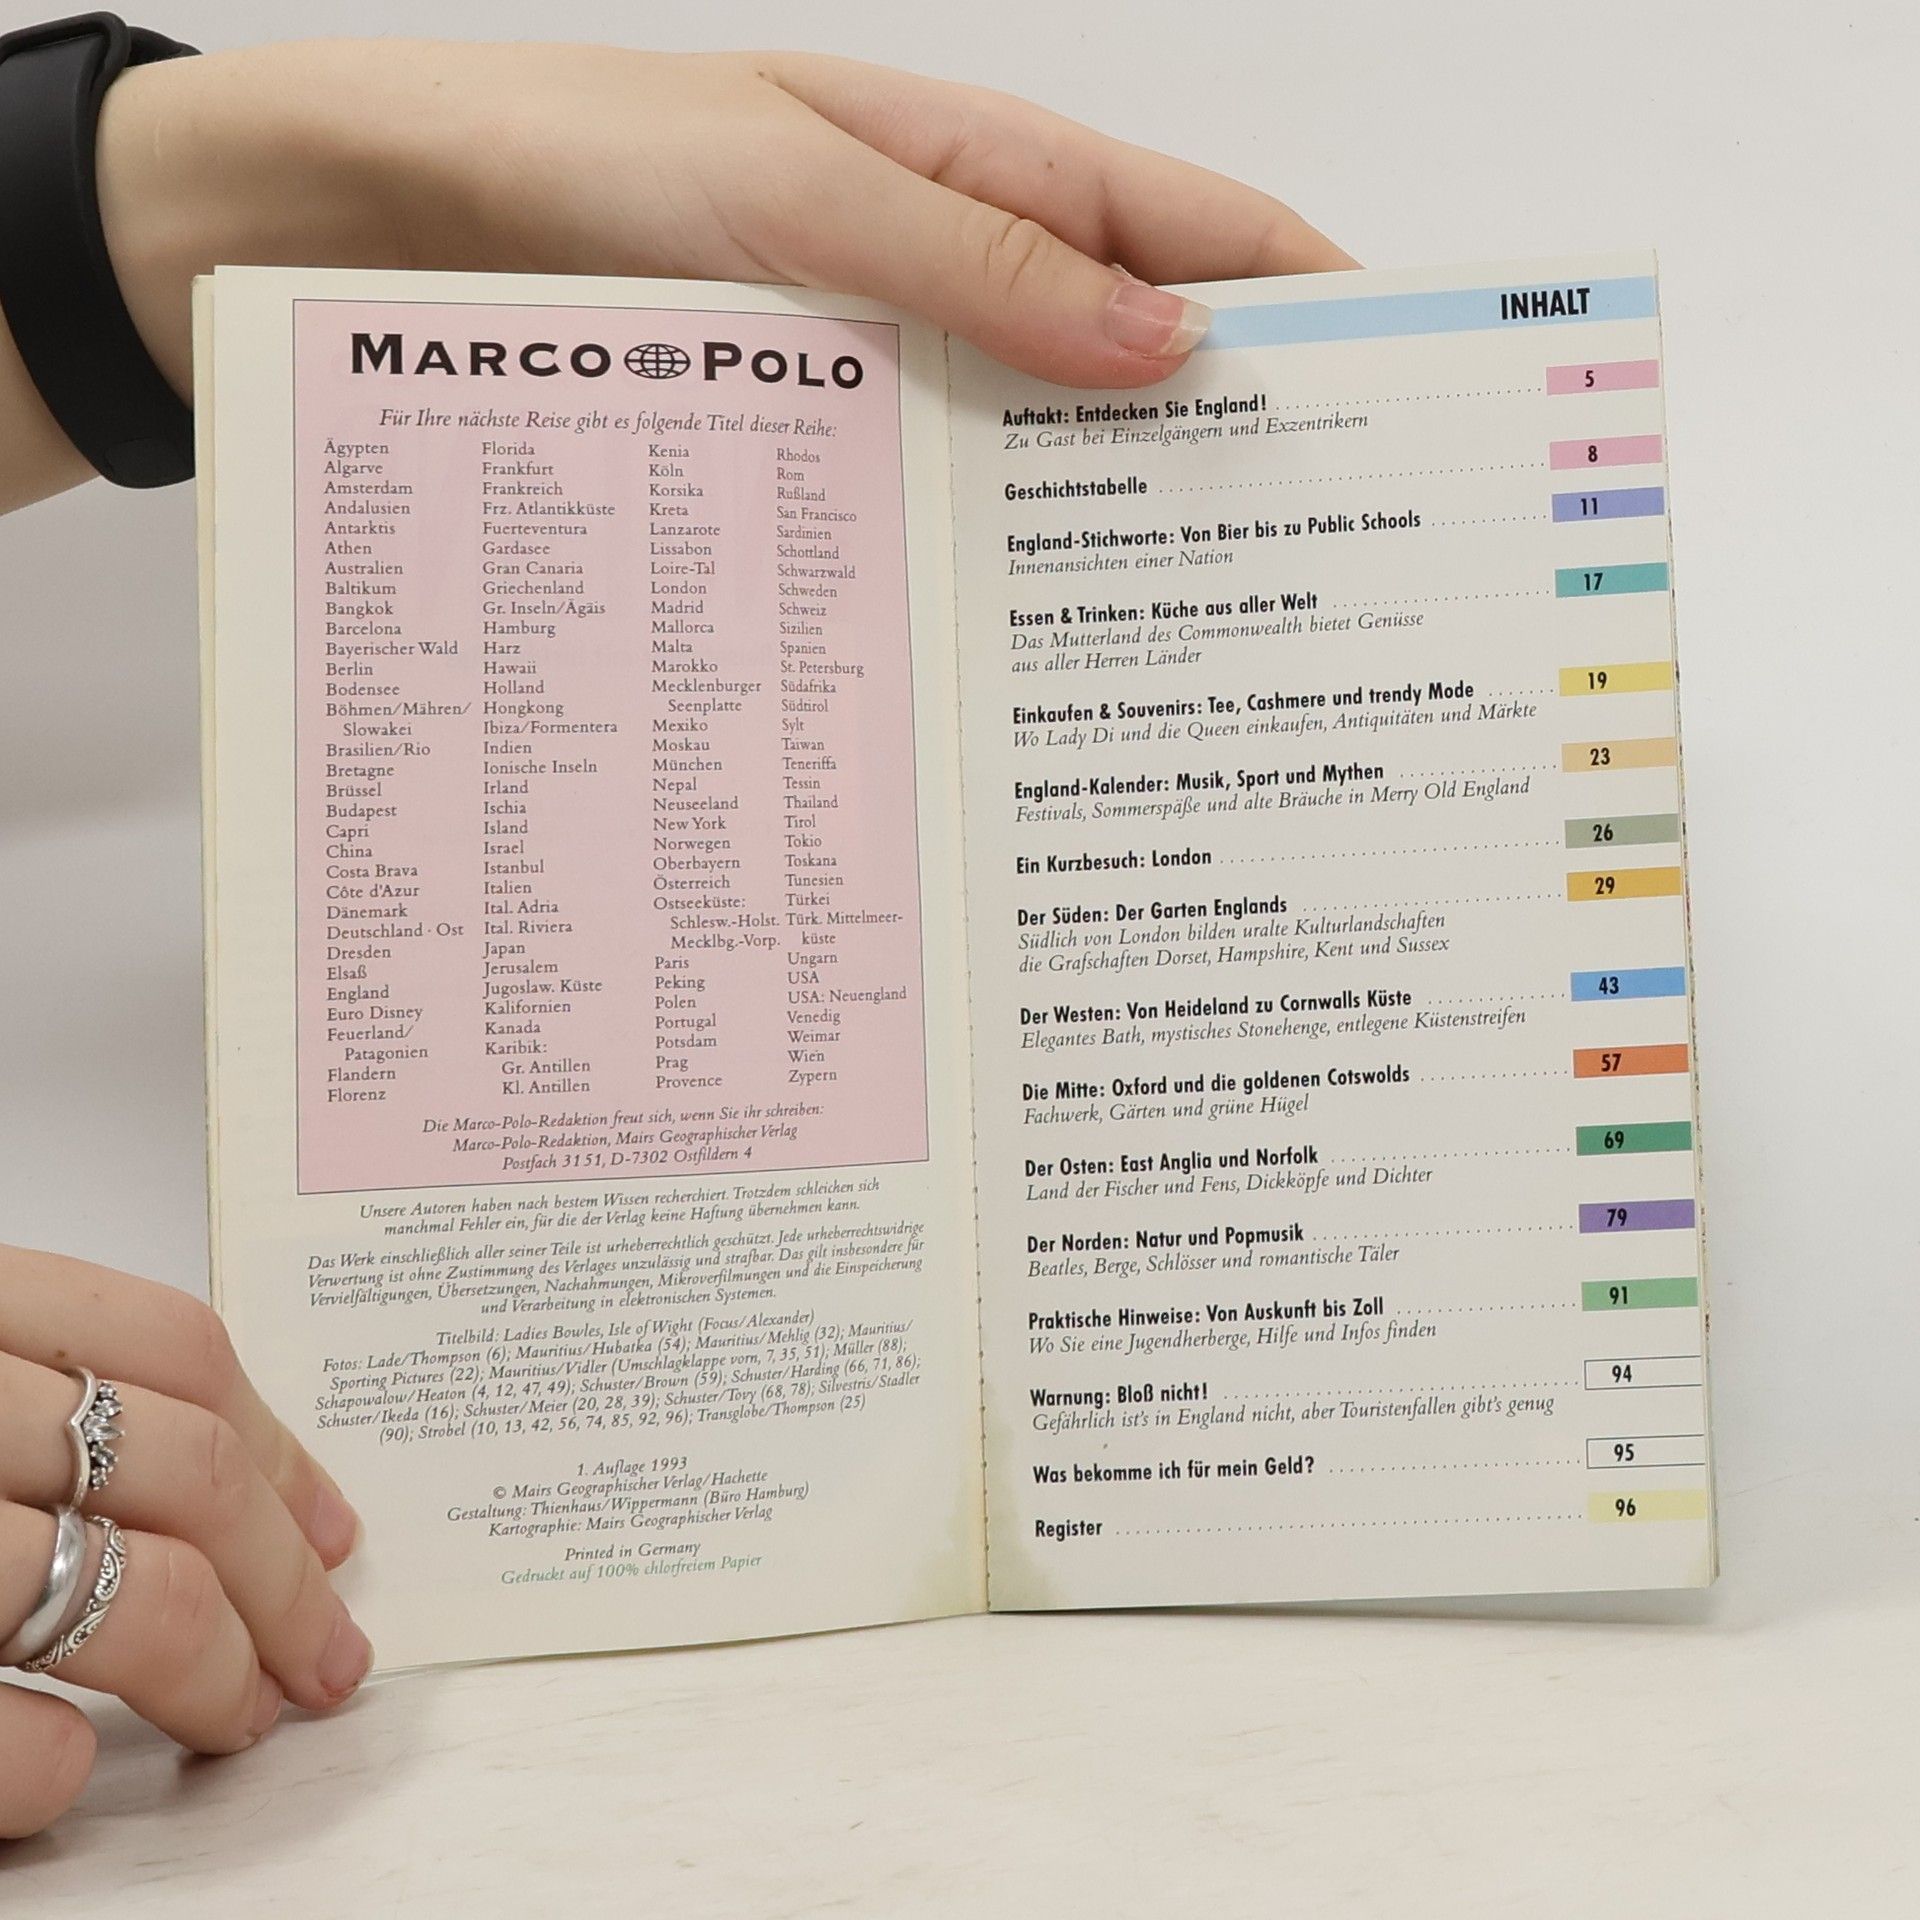 MARCO POLO
Für Ihre nächste Reise gibt es folgende Titel dieser Reihe:
Ägypten
Algarve
Amsterdam
Andalusien
Antarktis
Athen
Australien
Baltikum
Bangkok
Barcelona
Bayerischer Wald
Berlin
Bodensee
Böhmen/Mähren/
Slowakei
Brasilien/Rio
Bretagne
Brüssel
Budapest
Capri
China
Costa Brava
Côte d'Azur
Dänemark
Deutschland · Ost
Dresden
Elsaß
England
Euro Disney
Feuerland/
Patagonien
Flandern
Florenz
Florida
Frankfurt
Frankreich
Frz. Atlantikküste
Fuerteventura
Gardasee
Gran Canaria
Griechenland
Gr. Inseln/Ägäis
Hamburg
Harz
Hawaii
Holland
Hongkong
Ibiza/Formentera
Indien
Ionische Inseln
Irland
Ischia
Island
Israel
Istanbul
Italien
Ital. Adria
Ital. Riviera
Japan
Jerusalem
Jugoslaw. Küste
Kalifornien
Kanada
Karibik:
Gr. Antillen
Kl. Antillen
Kenia
Köln
Korsika
Kreta
Lanzarote
Lissabon
Loire-Tal
London
Madrid
Mallorca
Malta
Marokko
Mecklenburger
Seenplatte
Mexiko
Moskau
München
Nepal
Neuseeland
New York
Norwegen
Oberbayern
Österreich
Ostseeküste:
Schlesw.-Holst.
Mecklbg.-Vorp.
Paris
Peking
Polen
Portugal
Potsdam
Prag
Provence
Rhodos
Rom
Rußland
San Francisco
Sardinien
Schottland
Schwarzwald
Schweden
Schweiz
Sizilien
Spanien
St. Petersburg
Südafrika
Südtirol
Sylt
Taiwan
Teneriffa
Tessin
Thailand
Tirol
Tokio
Toskana
Tunesien
Türkei
Türk. Mittelmeer-
küste
Ungarn
USA
USA: Neuengland
Venedig
Weimar
Wien
Zypern
Die Marco-Polo-Redaktion freut sich, wenn Sie ihr schreiben:
Marco-Polo-Redaktion, Mairs Geographischer Verlag
Postfach 31 51, D-7302 Ostfildern 4
Unsere Autoren haben nach bestem Wissen recherchiert. Trotzdem schleichen sich
manchmal Fehler ein, für die der Verlag keine Haftung übernehmen kann.
Das Werk einschließlich aller seiner Teile ist urheberrechtlich geschützt. Jede urheberrechtswidrige
Verwertung ist ohne Zustimmung des Verlages unzulässig und strafbar. Das gilt insbesondere für
Vervielfältigungen, Übersetzungen, Nachahmungen, Mikroverfilmungen und die Einspeicherung
und Verarbeitung in elektronischen Systemen.
Titelbild: Ladies Bowles, Isle of Wight (Focus/Alexander)
Fotos: Lade/Thompson (6); Mauritius/Hubatka (54); Mauritius/Mehlig (32); Mauritius/
Sporting Pictures (22); Mauritius/Vidler (Umschlagklappe vorn, 7, 35, 51); Müller (88);
Schapowalow/Heaton (4, 12, 47, 49); Schuster/Brown (59); Schuster/Harding (66, 71, 86);
Schuster/Ikeda (16); Schuster/Meier (20, 28, 39); Schuster/Tovy (68, 78); Silvestris/Stadler
(90); Strobel (10, 13, 42, 56, 74, 85, 92, 96); Transglobe/Thompson (25)
1. Auflage 1993
© Mairs Geographischer Verlag/Hachette
Gestaltung: Thienhaus/Wippermann (Büro Hamburg)
Kartographie: Mairs Geographischer Verlag
Printed in Germany
Gedruckt auf 100% chlorfreiem Papier
INHALT
Auftakt: Entdecken Sie England! 5
Zu Gast bei Einzelgängern und Exzentrikern
Geschichtstabelle 8
England-Stichworte: Von Bier bis zu Public Schools 11
Innenansichten einer Nation
Essen & Trinken: Küche aus aller Welt 17
Das Mutterland des Commonwealth bietet Genüsse
aus aller Herren Länder
Einkaufen & Souvenirs: Tee, Cashmere und trendy Mode 19
Wo Lady Di und die Queen einkaufen, Antiquitäten und Märkte
England-Kalender: Musik, Sport und Mythen 23
Festivals, Sommerspäße und alte Bräuche in Merry Old England
Ein Kurzbesuch: London 26
Der Süden: Der Garten Englands 29
Südlich von London bilden uralte Kulturlandschaften
die Grafschaften Dorset, Hampshire, Kent und Sussex
Der Westen: Von Heideland zu Cornwalls Küste 43
Elegantes Bath, mystisches Stonehenge, entlegene Küstenstreifen
Die Mitte: Oxford und die goldenen Cotswolds 57
Fachwerk, Gärten und grüne Hügel
Der Osten: East Anglia und Norfolk 69
Land der Fischer und Fens, Dickköpfe und Dichter
Der Norden: Natur und Popmusik 79
Beatles, Berge, Schlösser und romantische Täler
Praktische Hinweise: Von Auskunft bis Zoll 91
Wo Sie eine Jugendherberge, Hilfe und Infos finden
Warnung: Bloß nicht! 94
Gefährlich ist's in England nicht, aber Touristenfallen gibt's genug
Was bekomme ich für mein Geld? 95
Register 96